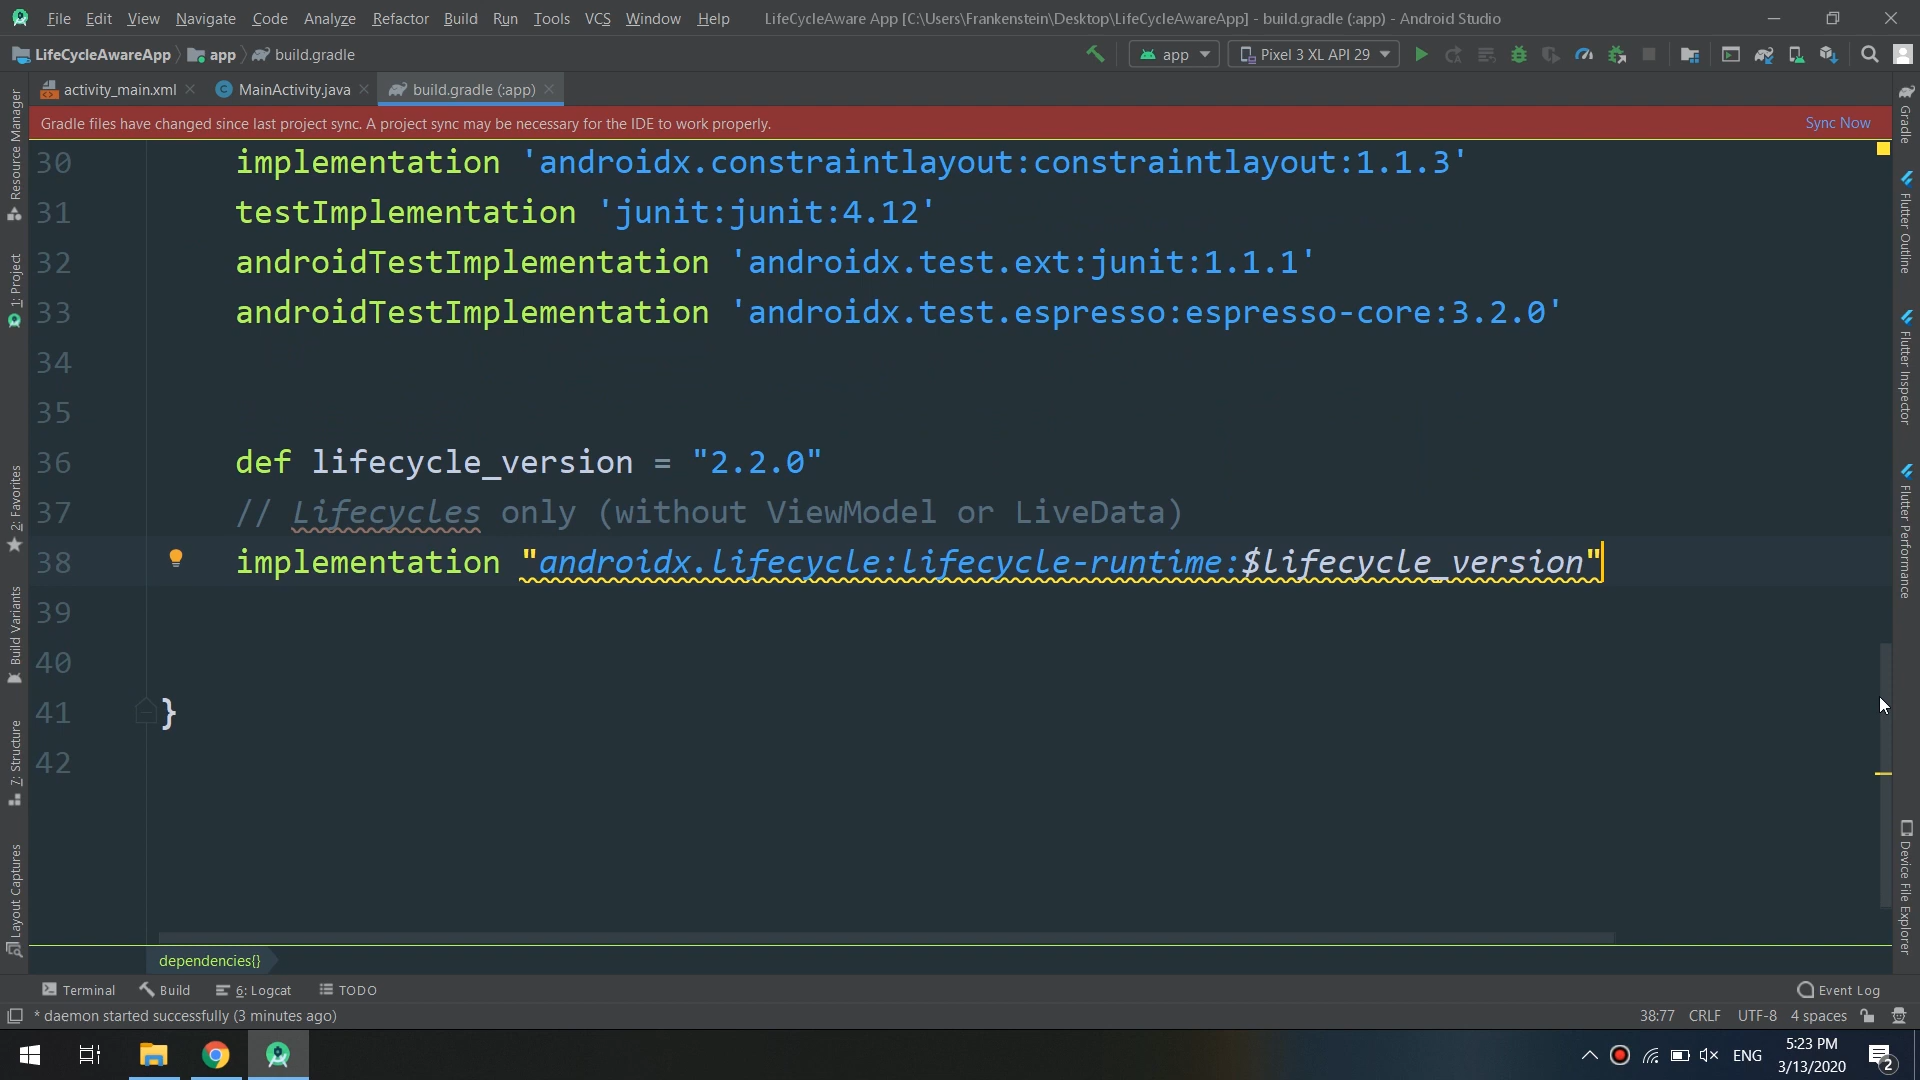 File Edit View Navigate Code Analyze Refactor Build Run Tools VCS Window Help LifeCycleAware App [C:\Users\Frankenstein\Desktop\LifeCycleAwareApp] - build.gradle (:app) - Android Studio
LifeCycleAwareApp app build.gradle app Pixel 3 XL API 29
activity_main.xml MainActivity.java build.gradle (:app)
Gradle files have changed since last project sync. A project sync may be necessary for the IDE to work properly. Sync Now
30 implementation 'androidx.constraintlayout:constraintlayout:1.1.3'
31 testImplementation 'junit:junit:4.12'
32 androidTestImplementation 'androidx.test.ext:junit:1.1.1'
33 androidTestImplementation 'androidx.test.espresso:espresso-core:3.2.0'
34
35
36 def lifecycle_version = "2.2.0"
37 // Lifecycles only (without ViewModel or LiveData)
38 implementation "androidx.lifecycle:lifecycle-runtime:$lifecycle_version"
39
40
41 }
42
Resource Manager
1: Project
2: Favorites
Build Variants
7: Structure
Layout Captures
Gradle
Flutter Outline
Flutter Inspector
Flutter Performance
Device File Explorer
dependencies{}
Terminal Build 6: Logcat TODO Event Log
* daemon started successfully (3 minutes ago) 38:77 CRLF UTF-8 4 spaces
ENG
5:23 PM
3/13/2020
2